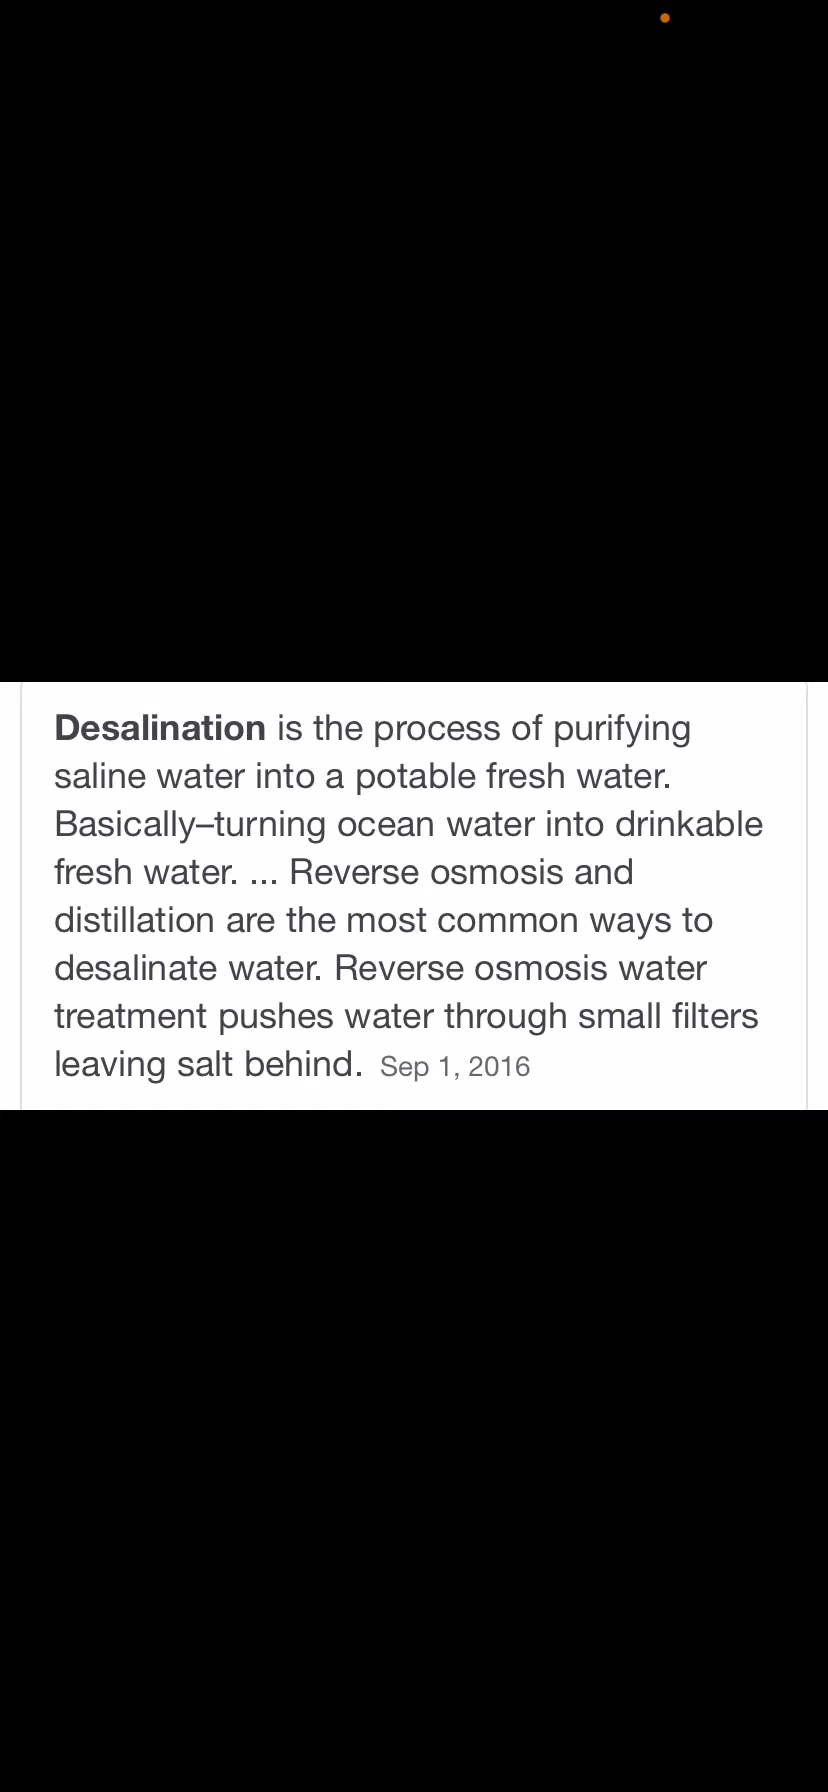 Desalination is the process of purifying
saline water into a potable fresh water.
Basically–turning ocean water into drinkable
fresh water. ... Reverse osmosis and
distillation are the most common ways to
desalinate water. Reverse osmosis water
treatment pushes water through small filters
leaving salt behind. Sep 1, 2016